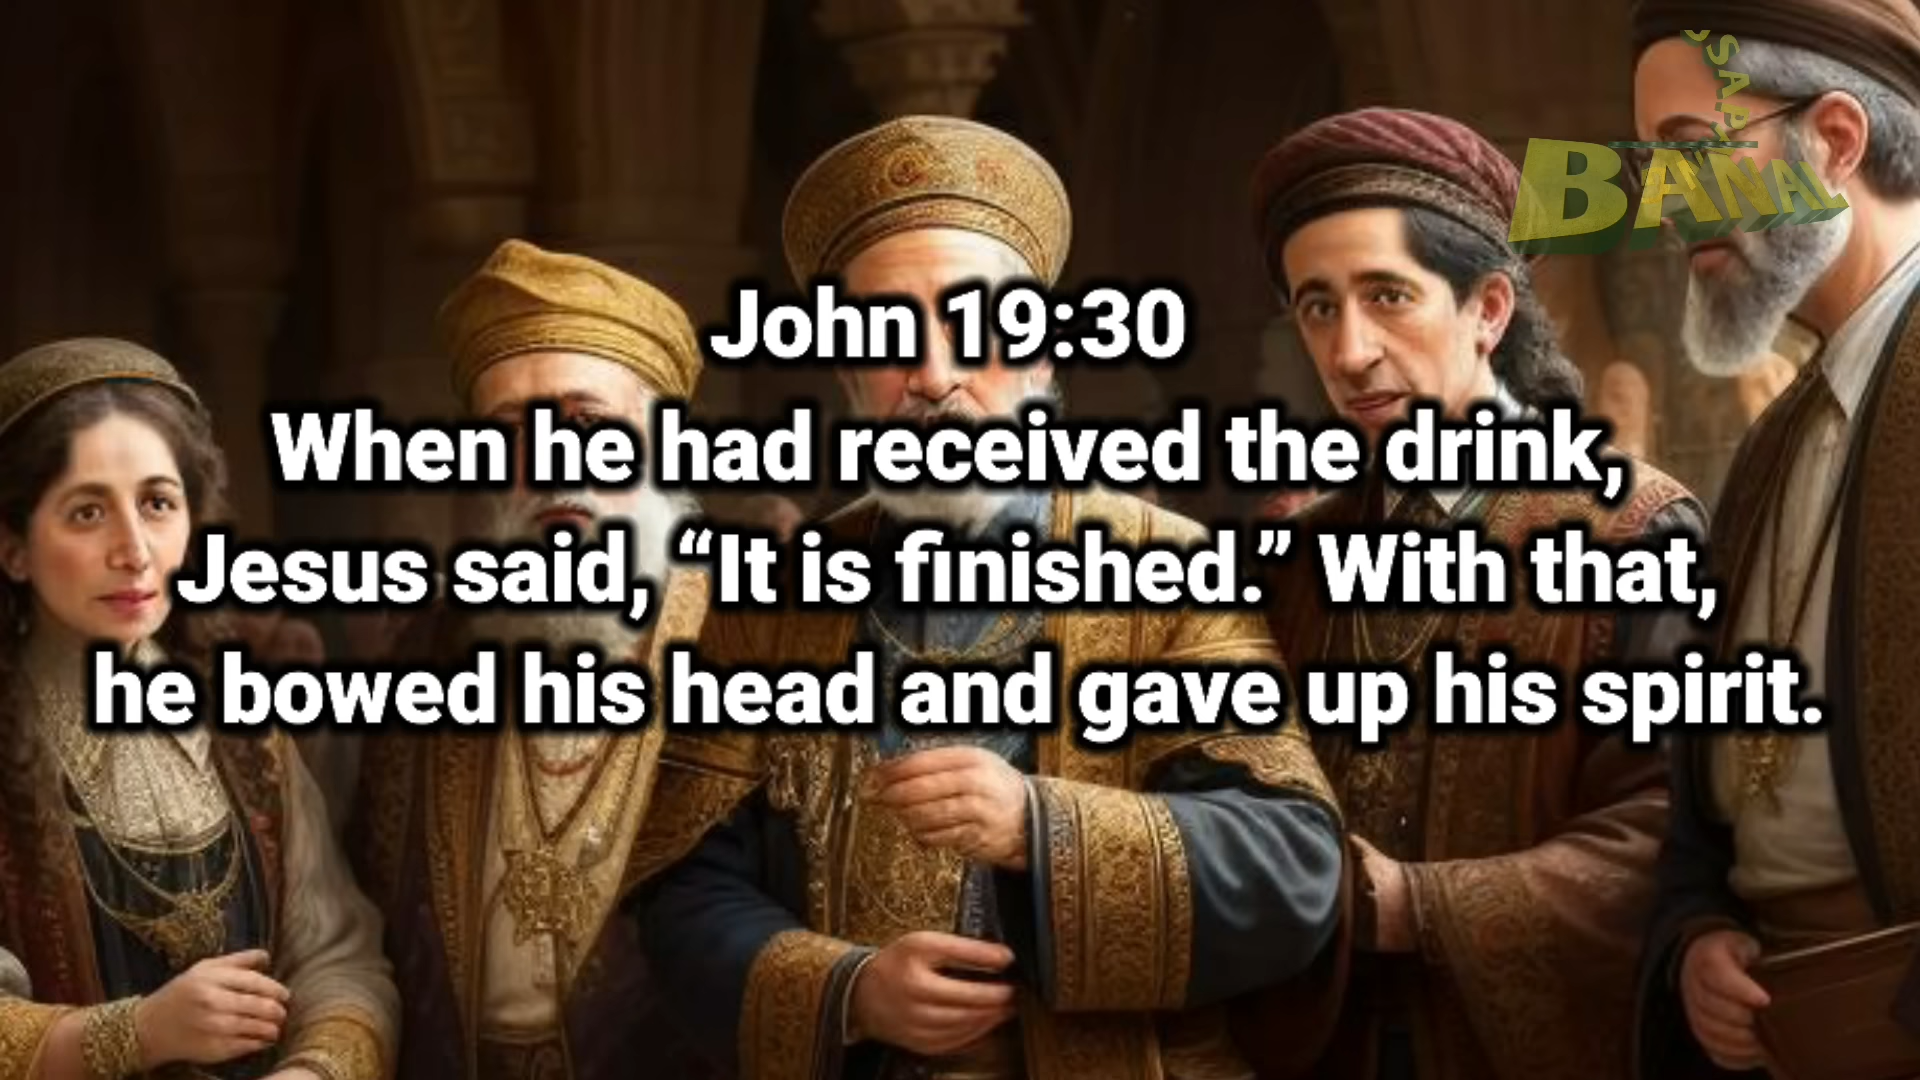 BANAL
John 19:30
When he had received the drink,
Jesus said, “It is finished.” With that,
he bowed his head and gave up his spirit.